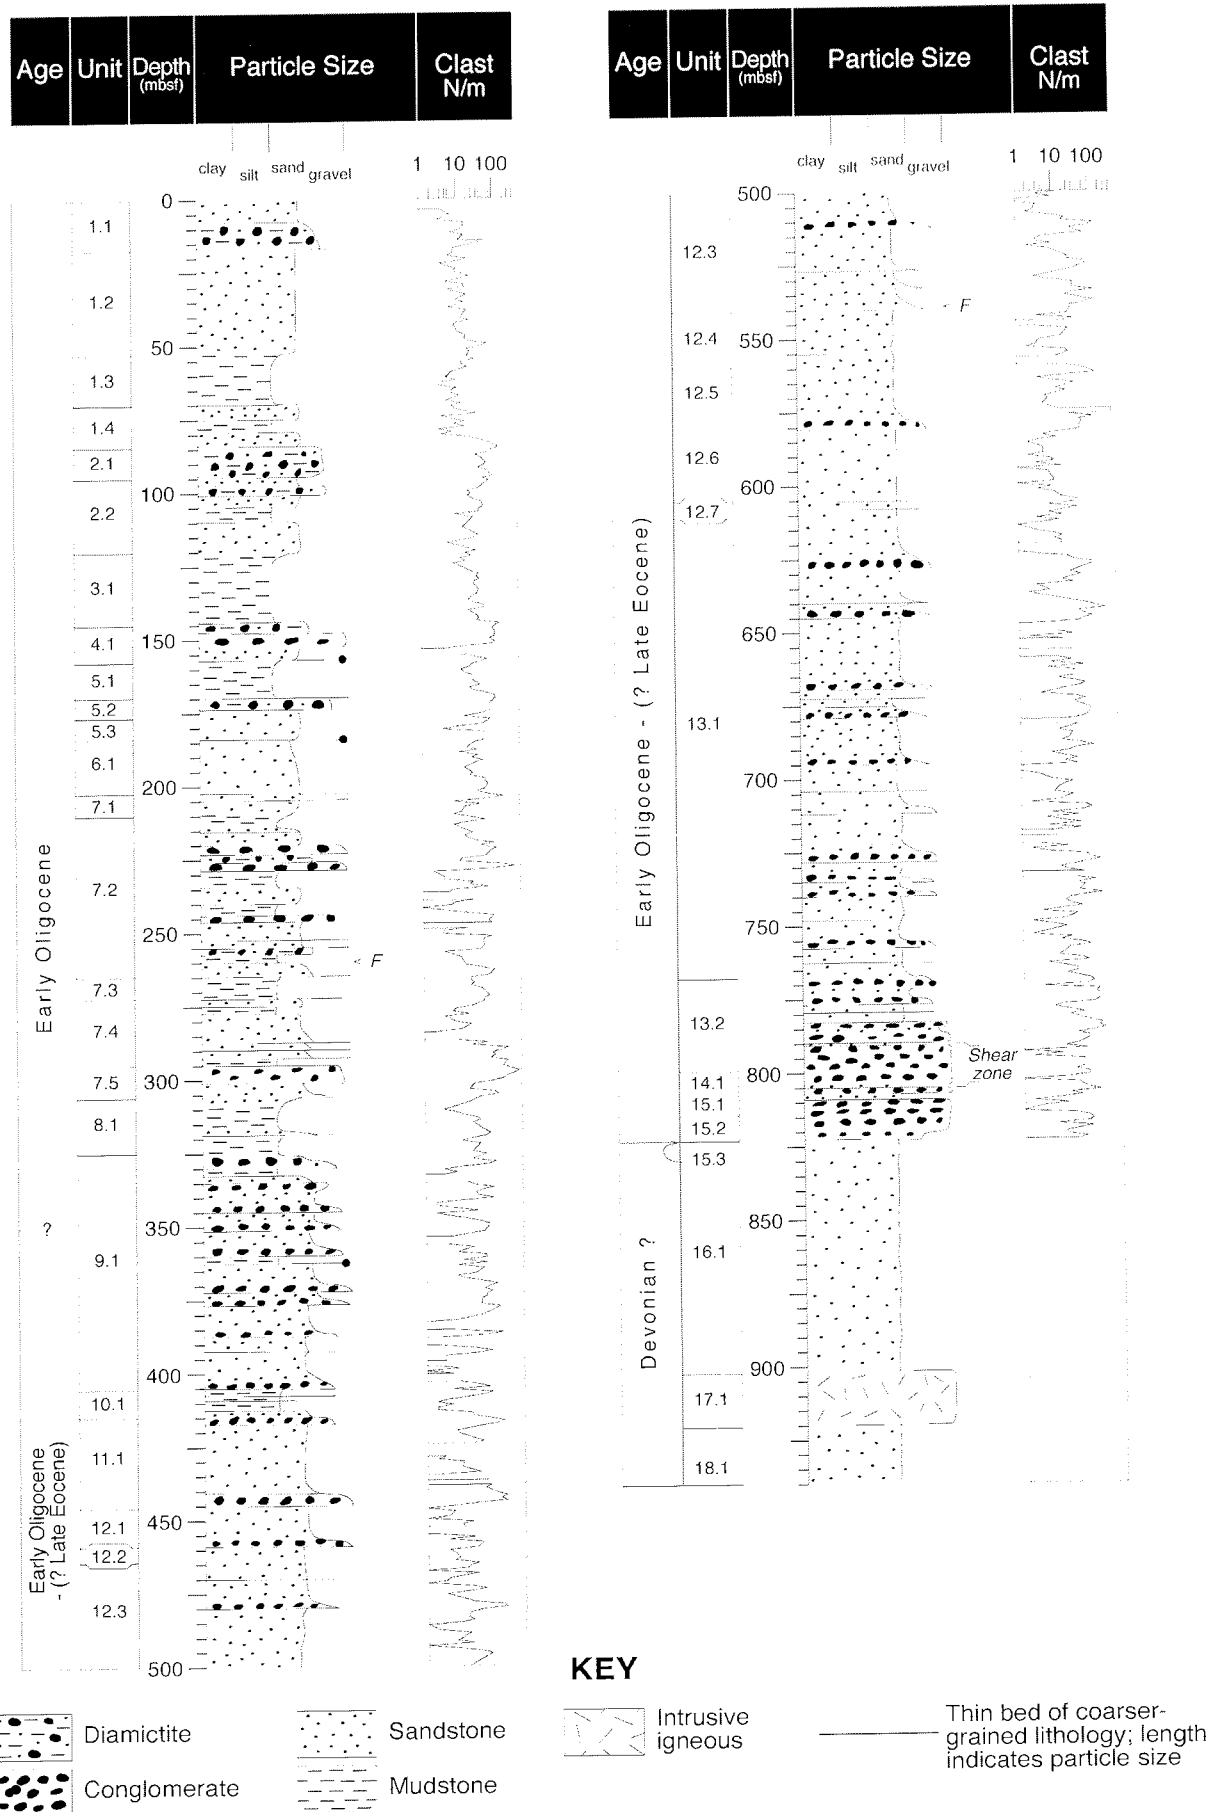 Age Unit Depth (mbsf) Particle Size Clast N/m
clay silt sand gravel
1 10 100
0
50
100
150
200
250
300
350
400
450
500
1.1
1.2
1.3
1.4
2.1
2.2
3.1
4.1
5.1
5.2
5.3
6.1
7.1
7.2
7.3
7.4
7.5
8.1
9.1
10.1
11.1
12.1
12.2
12.3
Early Oligocene
?
Early Oligocene
- (? Late Eocene)
< F
Age Unit Depth (mbsf) Particle Size Clast N/m
clay silt sand gravel
1 10 100
500
550
600
650
700
750
800
850
900
12.3
12.4
12.5
12.6
12.7
13.1
13.2
14.1
15.1
15.2
15.3
16.1
17.1
18.1
Early Oligocene - (? Late Eocene)
Devonian ?
< F
Shear
zone
KEY
Diamictite
Conglomerate
Sandstone
Mudstone
Intrusive
igneous
Thin bed of coarser-
grained lithology; length
indicates particle size